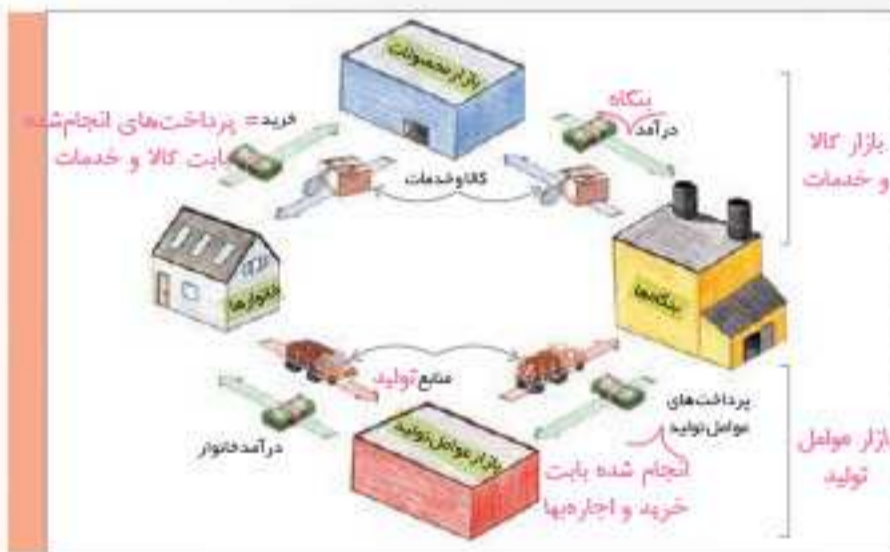 بازار محصولات
بنگاه
درآمد
خرید = پرداخت‌های انجام‌شده
بابت کالا و خدمات
بازار کالا
و خدمات
کالا و خدمات
خانوارها
بنگاه‌ها
منابع تولید
پرداخت‌های
عوامل تولید
درآمد خانوار
بازار عوامل تولید
انجام شده بابت
خرید و اجاره‌بها
بازار عوامل
تولید